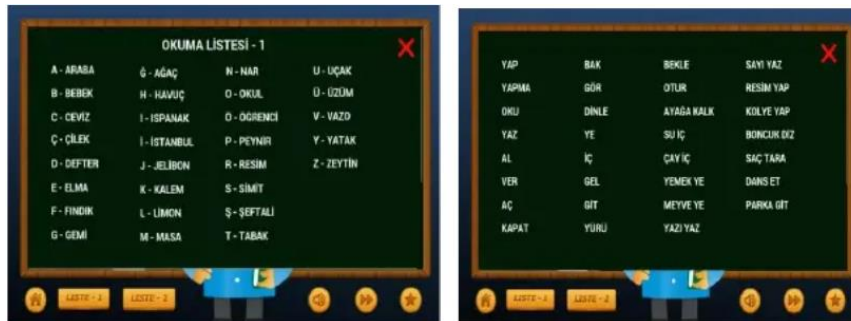 OKUMA LİSTESİ - 1
A - ARABA
B - BEBEK
C - CEVİZ
Ç - ÇİLEK
D - DEFTER
E - ELMA
F - FINDIK
G - GEMİ
Ğ - AĞAÇ
H - HAVUÇ
I - ISPANAK
İ - İSTANBUL
J - JELİBON
K - KALEM
L - LİMON
M - MASA
N - NAR
O - OKUL
Ö - ÖĞRENCİ
P - PEYNİR
R - RESİM
S - SİMİT
Ş - ŞEFTALİ
T - TABAK
U - UÇAK
Ü - ÜZÜM
V - VAZO
Y - YATAK
Z - ZEYTİN
LİSTE - 1
LİSTE - 2
YAP
YAPMA
OKU
YAZ
AL
VER
AÇ
KAPAT
BAK
GÖR
DİNLE
YE
İÇ
GEL
GİT
YÜRÜ
BEKLE
OTUR
AYAĞA KALK
SU İÇ
ÇAY İÇ
YEMEK YE
MEYVE YE
YAZI YAZ
SAYI YAZ
RESİM YAP
KOLYE YAP
BONCUK DİZ
SAÇ TARA
DANS ET
PARKA GİT
LİSTE - 1
LİSTE - 2